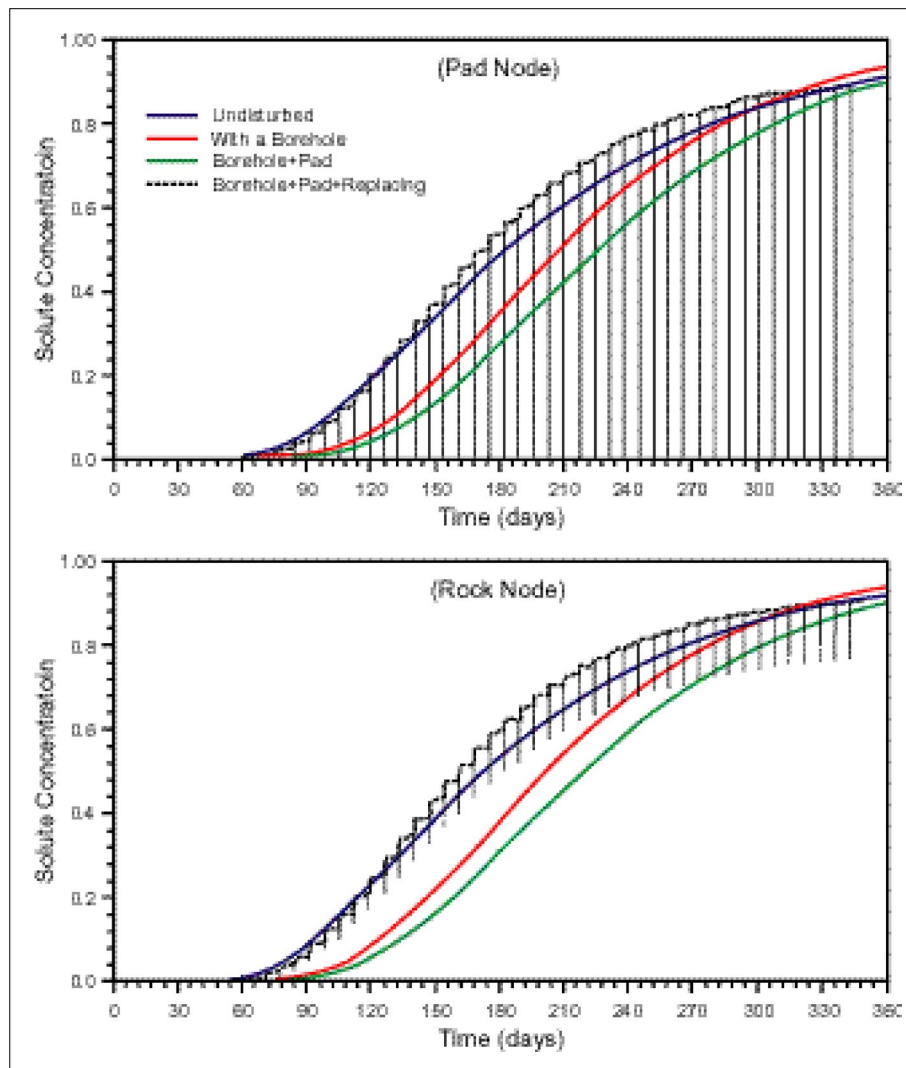 (Pad Node)
Undisturbed
With a Borehole
Borehole+Pad
Borehole+Pad+Replacing
Solute Concentratoin
1.00
0.8
0.6
0.4
0.2
0.0
0 30 60 90 120 150 180 210 240 270 300 330 360
Time (days)
(Rock Node)
Solute Concentratoin
1.00
0.8
0.6
0.4
0.2
0.0
0 30 60 90 120 150 180 210 240 270 300 330 360
Time (days)